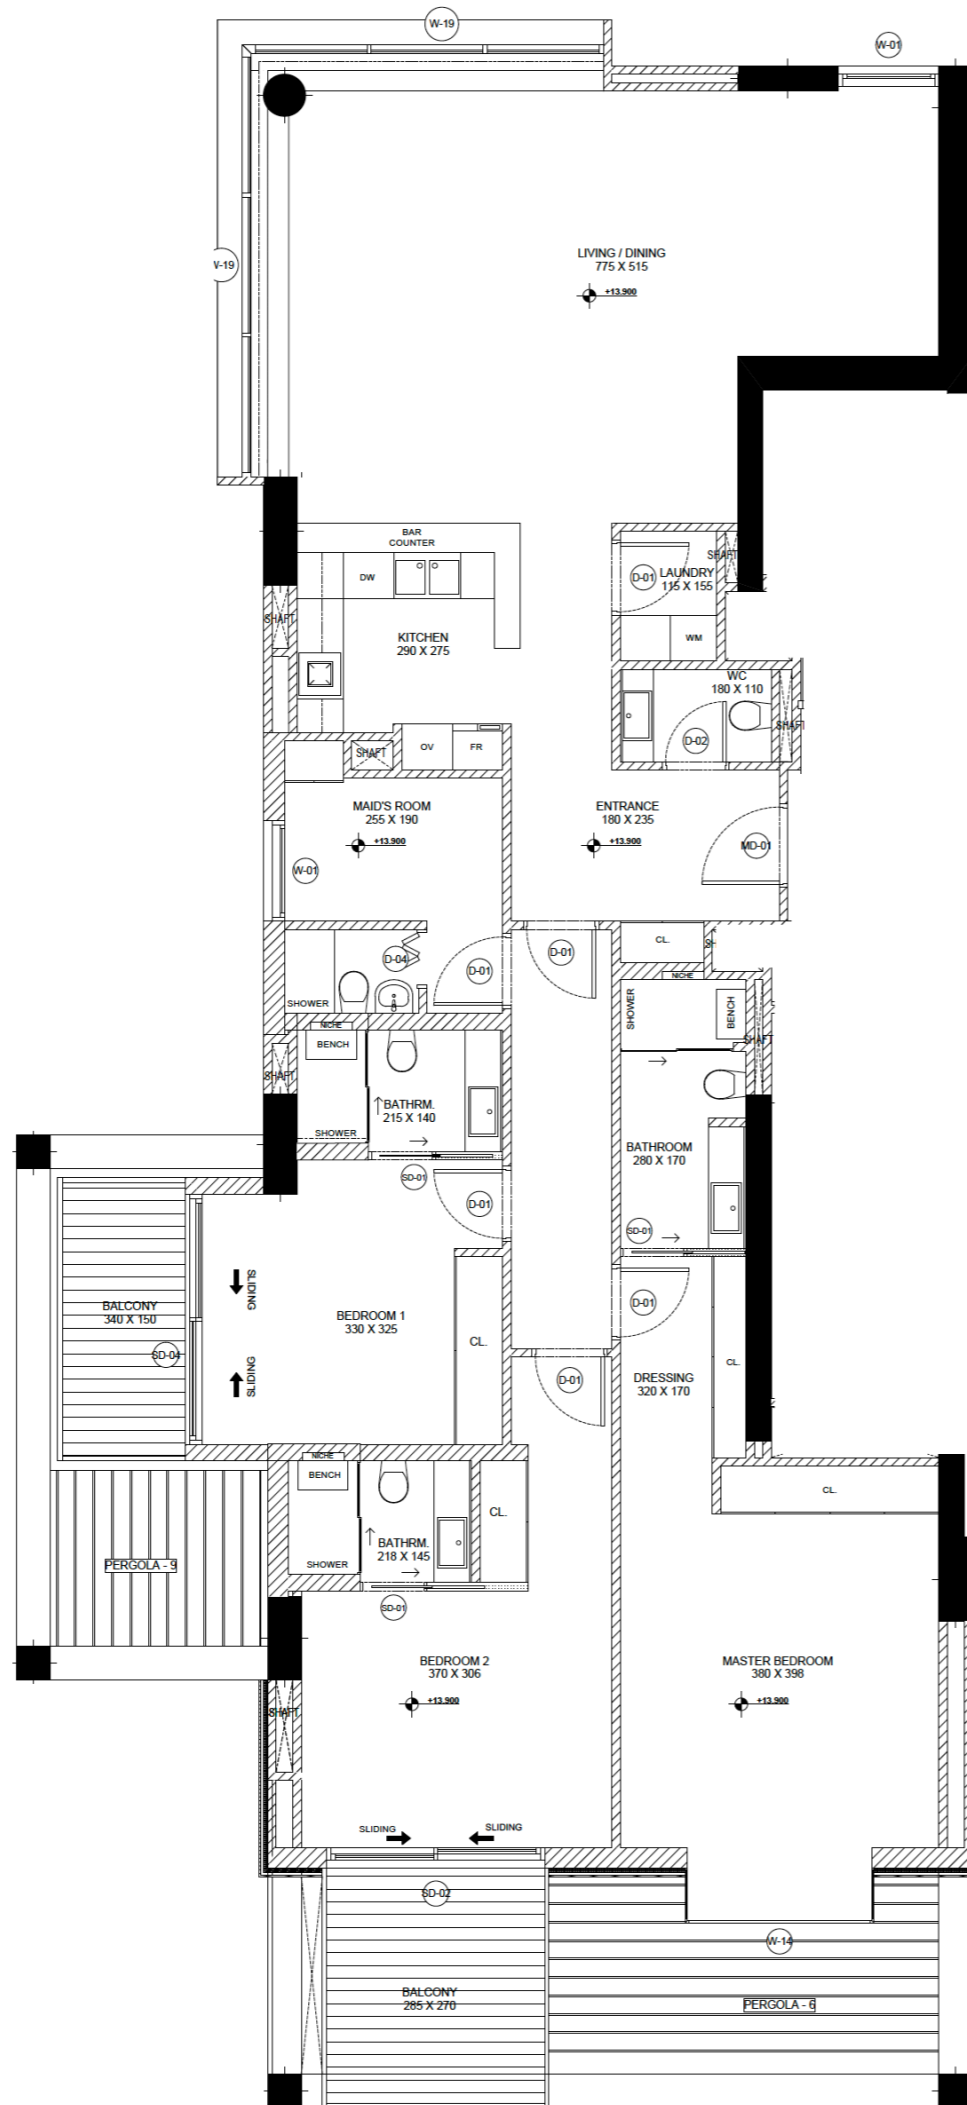 W-19
W-01
W-19
LIVING / DINING
775 X 515
+13.900
BAR
COUNTER
DW
SHAFT
D-01
LAUNDRY
115 X 155
SHAFT
KITCHEN
290 X 275
WM
WC
180 X 110
SHAFT
D-02
SHAFT
OV
FR
MAID'S ROOM
255 X 190
+13.900
ENTRANCE
180 X 235
+13.900
MD-01
W-01
CL.
SH
D-04
D-01
D-01
NICHE
SHOWER
SHOWER
BENCH
NICHE
BENCH
SHAFT
SHAFT
BATHRM.
215 X 140
SHOWER
BATHROOM
280 X 170
SD-01
D-01
SD-01
SLIDING
BALCONY
340 X 150
BEDROOM 1
330 X 325
D-01
CL.
SD-04
SLIDING
CL.
D-01
DRESSING
320 X 170
NICHE
BENCH
CL.
CL.
BATHRM.
218 X 145
SHOWER
PERGOLA - 9
SD-01
BEDROOM 2
370 X 306
+13.900
MASTER BEDROOM
380 X 398
+13.900
SHAFT
SLIDING
SLIDING
SD-02
W-14
BALCONY
285 X 270
PERGOLA - 6